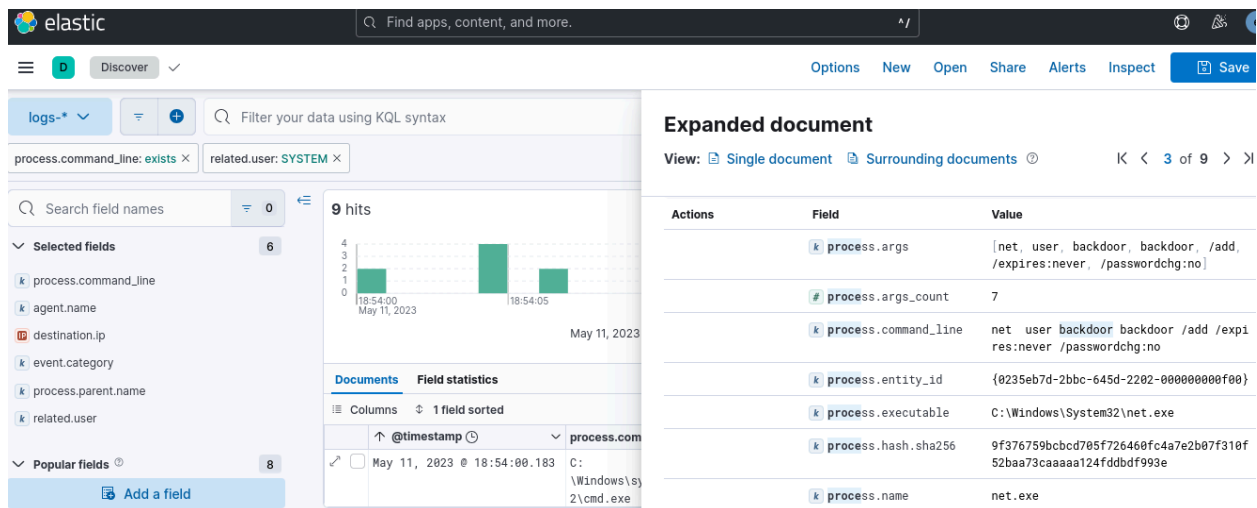 elastic
Find apps, content, and more.
^/
D
Discover
Options New Open Share Alerts Inspect Save
logs-*
Filter your data using KQL syntax
process.command_line: exists ×
related.user: SYSTEM ×
Search field names
0
Selected fields 6
k process.command_line
k agent.name
IP destination.ip
k event.category
k process.parent.name
k related.user
Popular fields 8
Add a field
9 hits
4
3
2
1
0
18:54:00 18:54:05
May 11, 2023
May 11, 2023
Documents Field statistics
Columns 1 field sorted
@timestamp process.com
May 11, 2023 @ 18:54:00.183 C:
\Windows\sy
2\cmd.exe
Expanded document
View: Single document Surrounding documents 3 of 9
Actions Field Value
k process.args [net, user, backdoor, backdoor, /add,
/expires:never, /passwordchg:no]
# process.args_count 7
k process.command_line net  user backdoor backdoor /add /expi
res:never /passwordchg:no
k process.entity_id {0235eb7d-2bbc-645d-2202-000000000f00}
k process.executable C:\Windows\System32\net.exe
k process.hash.sha256 9f376759bcbcd705f726460fc4a7e2b07f310f
52baa73caaaaa124fddbdf993e
k process.name net.exe